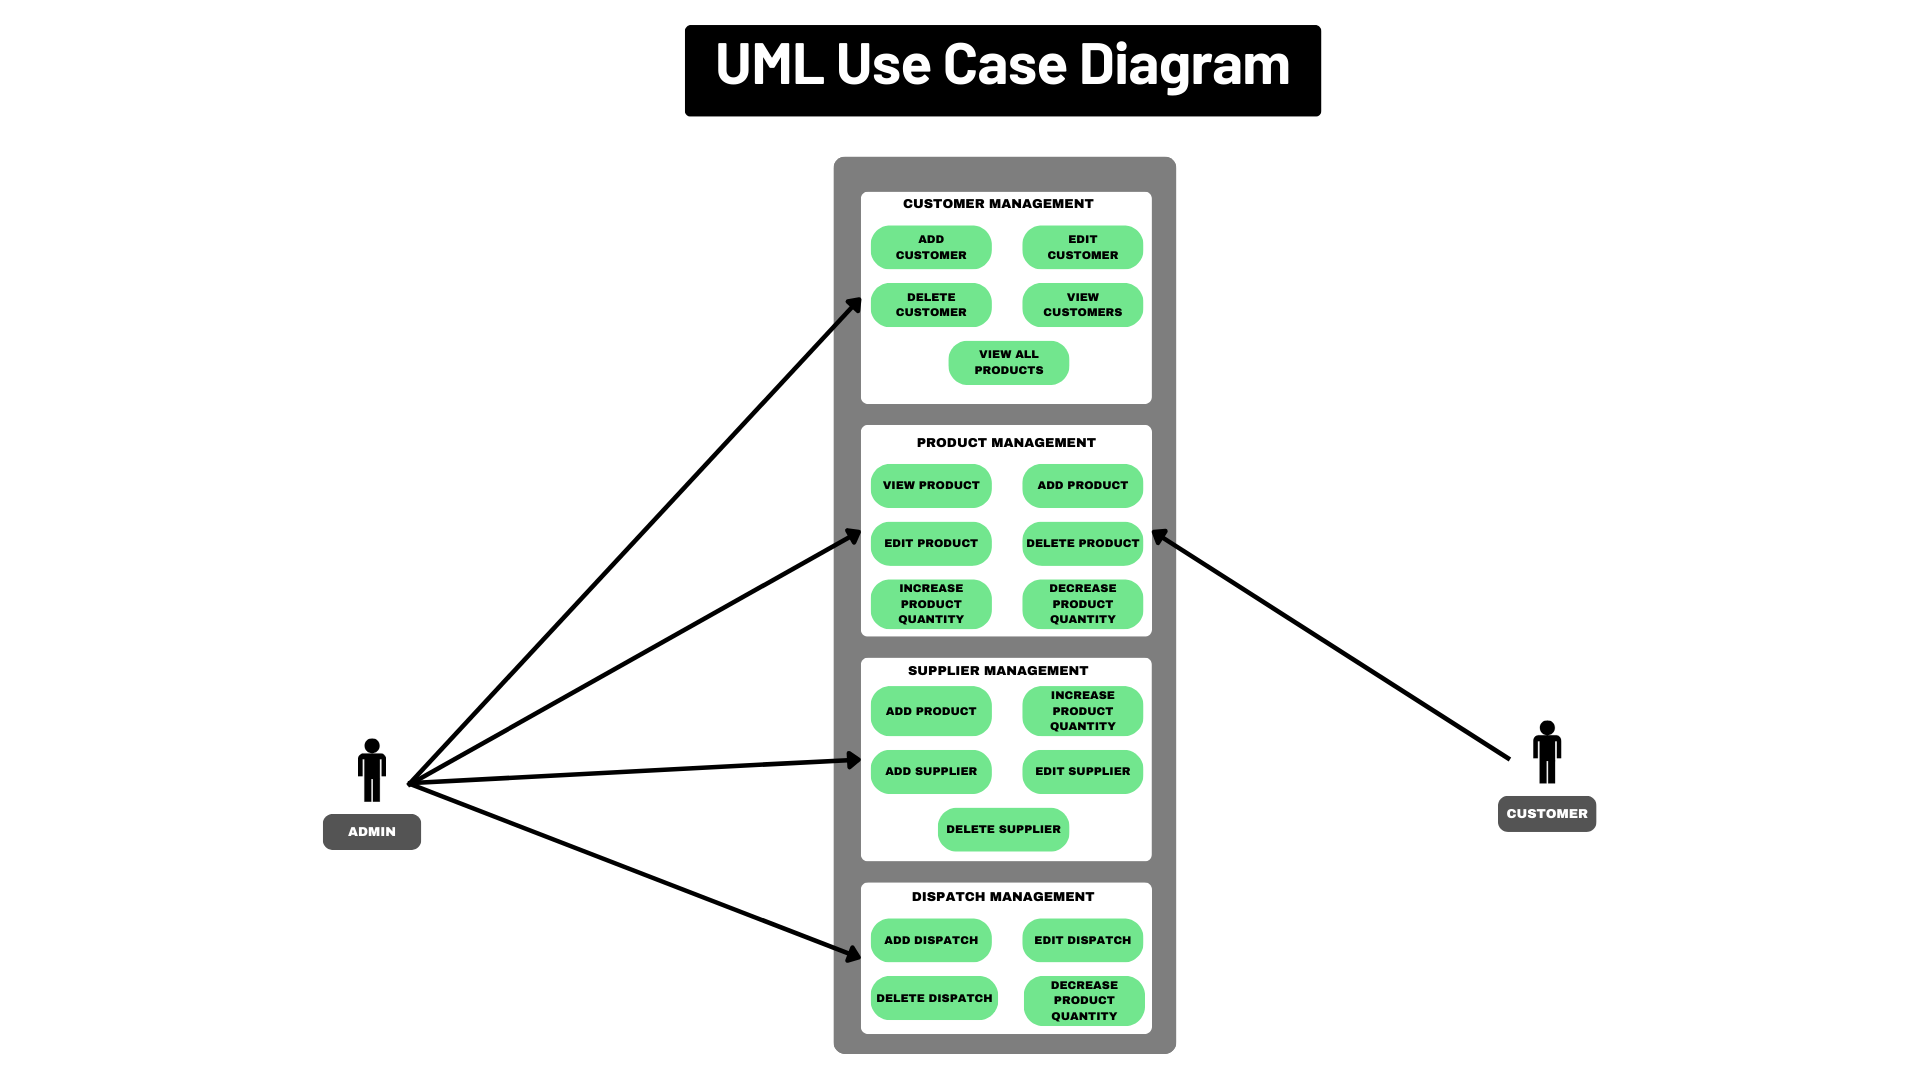 UML Use Case Diagram
CUSTOMER MANAGEMENT
ADD
CUSTOMER
EDIT
CUSTOMER
DELETE
CUSTOMER
VIEW
CUSTOMERS
VIEW ALL
PRODUCTS
PRODUCT MANAGEMENT
VIEW PRODUCT
ADD PRODUCT
EDIT PRODUCT
DELETE PRODUCT
INCREASE
PRODUCT
QUANTITY
DECREASE
PRODUCT
QUANTITY
SUPPLIER MANAGEMENT
ADD PRODUCT
INCREASE
PRODUCT
QUANTITY
ADD SUPPLIER
EDIT SUPPLIER
DELETE SUPPLIER
DISPATCH MANAGEMENT
ADD DISPATCH
EDIT DISPATCH
DELETE DISPATCH
DECREASE
PRODUCT
QUANTITY
ADMIN
CUSTOMER